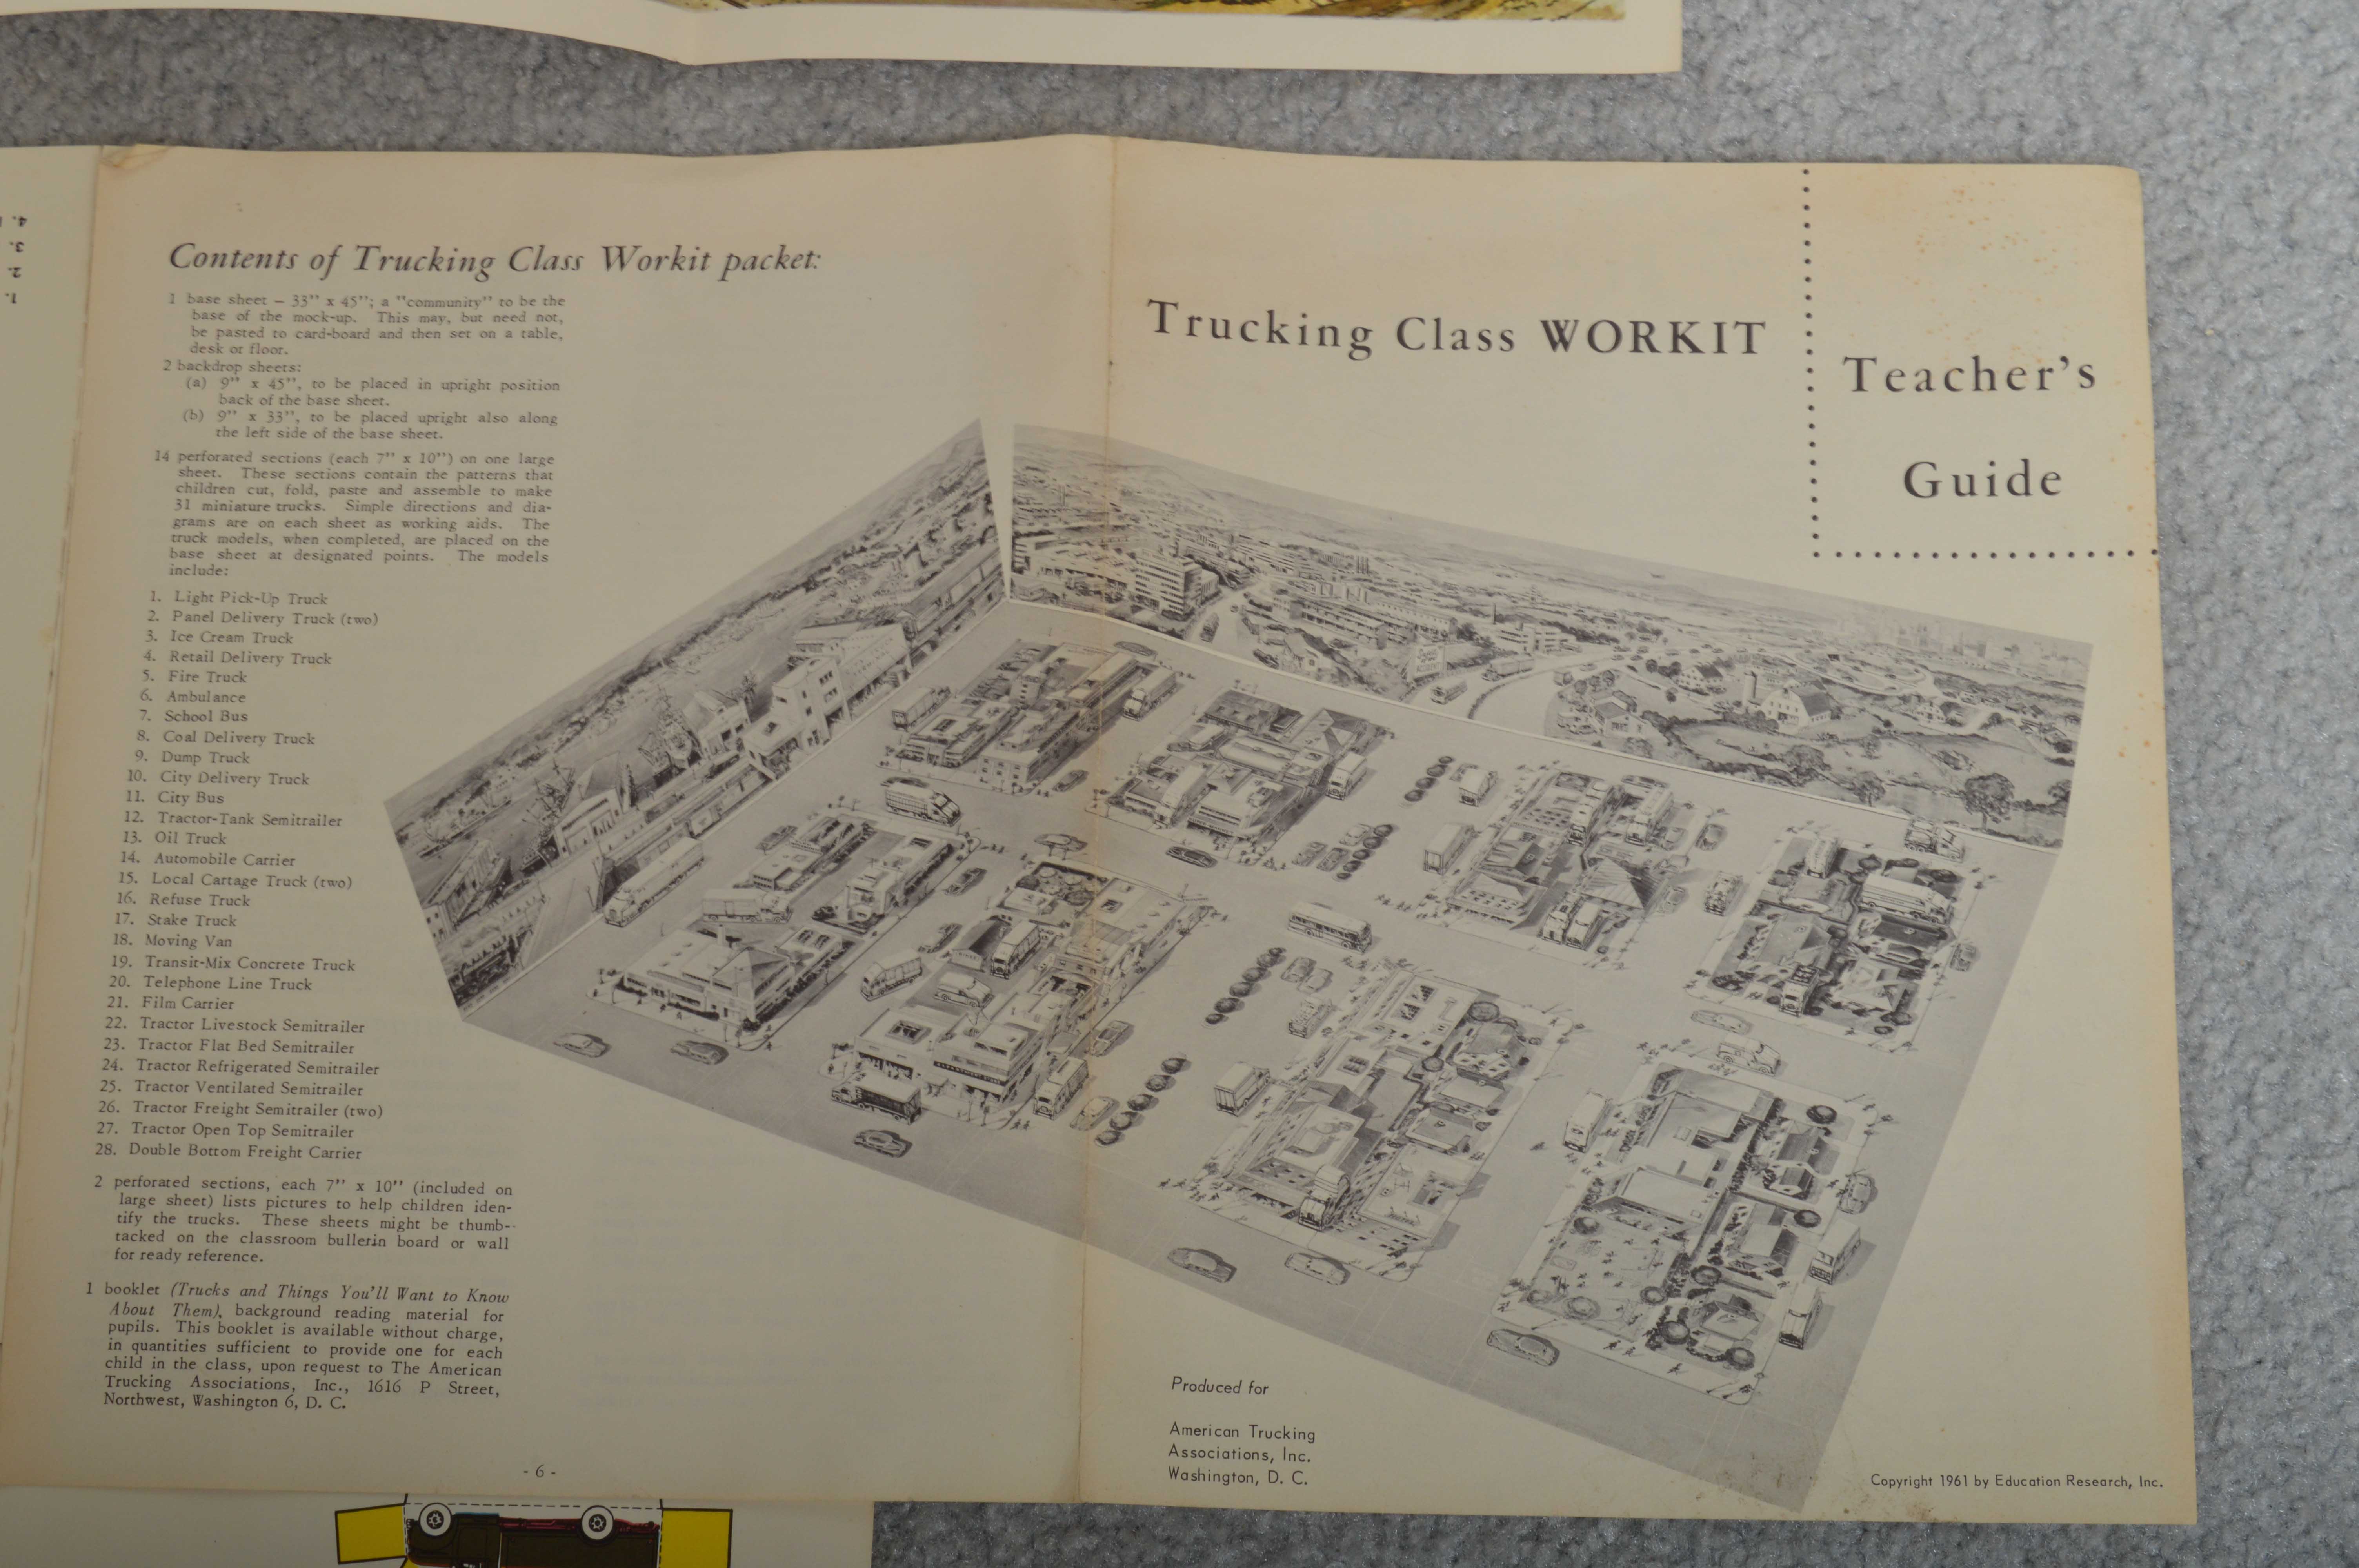 4.
3.
2.
1.
Contents of Trucking Class Workit packet:
1 base sheet — 33" x 45"; a "community" to be the
base of the mock-up. This may, but need not,
be pasted to card-board and then set on a table,
desk or floor.
2 backdrop sheets:
(a) 9" x 45", to be placed in upright position
back of the base sheet.
(b) 9" x 33", to be placed upright also along
the left side of the base sheet.
14 perforated sections (each 7" x 10") on one large
sheet. These sections contain the patterns that
children cut, fold, paste and assemble to make
31 miniature trucks. Simple directions and dia-
grams are on each sheet as working aids. The
truck models, when completed, are placed on the
base sheet at designated points. The models
include:
1. Light Pick-Up Truck
2. Panel Delivery Truck (two)
3. Ice Cream Truck
4. Retail Delivery Truck
5. Fire Truck
6. Ambulance
7. School Bus
8. Coal Delivery Truck
9. Dump Truck
10. City Delivery Truck
11. City Bus
12. Tractor-Tank Semitrailer
13. Oil Truck
14. Automobile Carrier
15. Local Cartage Truck (two)
16. Refuse Truck
17. Stake Truck
18. Moving Van
19. Transit-Mix Concrete Truck
20. Telephone Line Truck
21. Film Carrier
22. Tractor Livestock Semitrailer
23. Tractor Flat Bed Semitrailer
24. Tractor Refrigerated Semitrailer
25. Tractor Ventilated Semitrailer
26. Tractor Freight Semitrailer (two)
27. Tractor Open Top Semitrailer
28. Double Bottom Freight Carrier
2 perforated sections, each 7" x 10" (included on
large sheet) lists pictures to help children iden-
tify the trucks. These sheets might be thumb-
tacked on the classroom bullerin board or wall
for ready reference.
1 booklet (Trucks and Things You'll Want to Know
About Them), background reading material for
pupils. This booklet is available without charge,
in quantities sufficient to provide one for each
child in the class, upon request to The American
Trucking Associations, Inc., 1616 P Street,
Northwest, Washington 6, D. C.
- 6 -
Trucking Class WORKIT
Teacher's
Guide
Produced for
American Trucking
Associations, Inc.
Washington, D. C.
Copyright 1961 by Education Research, Inc.